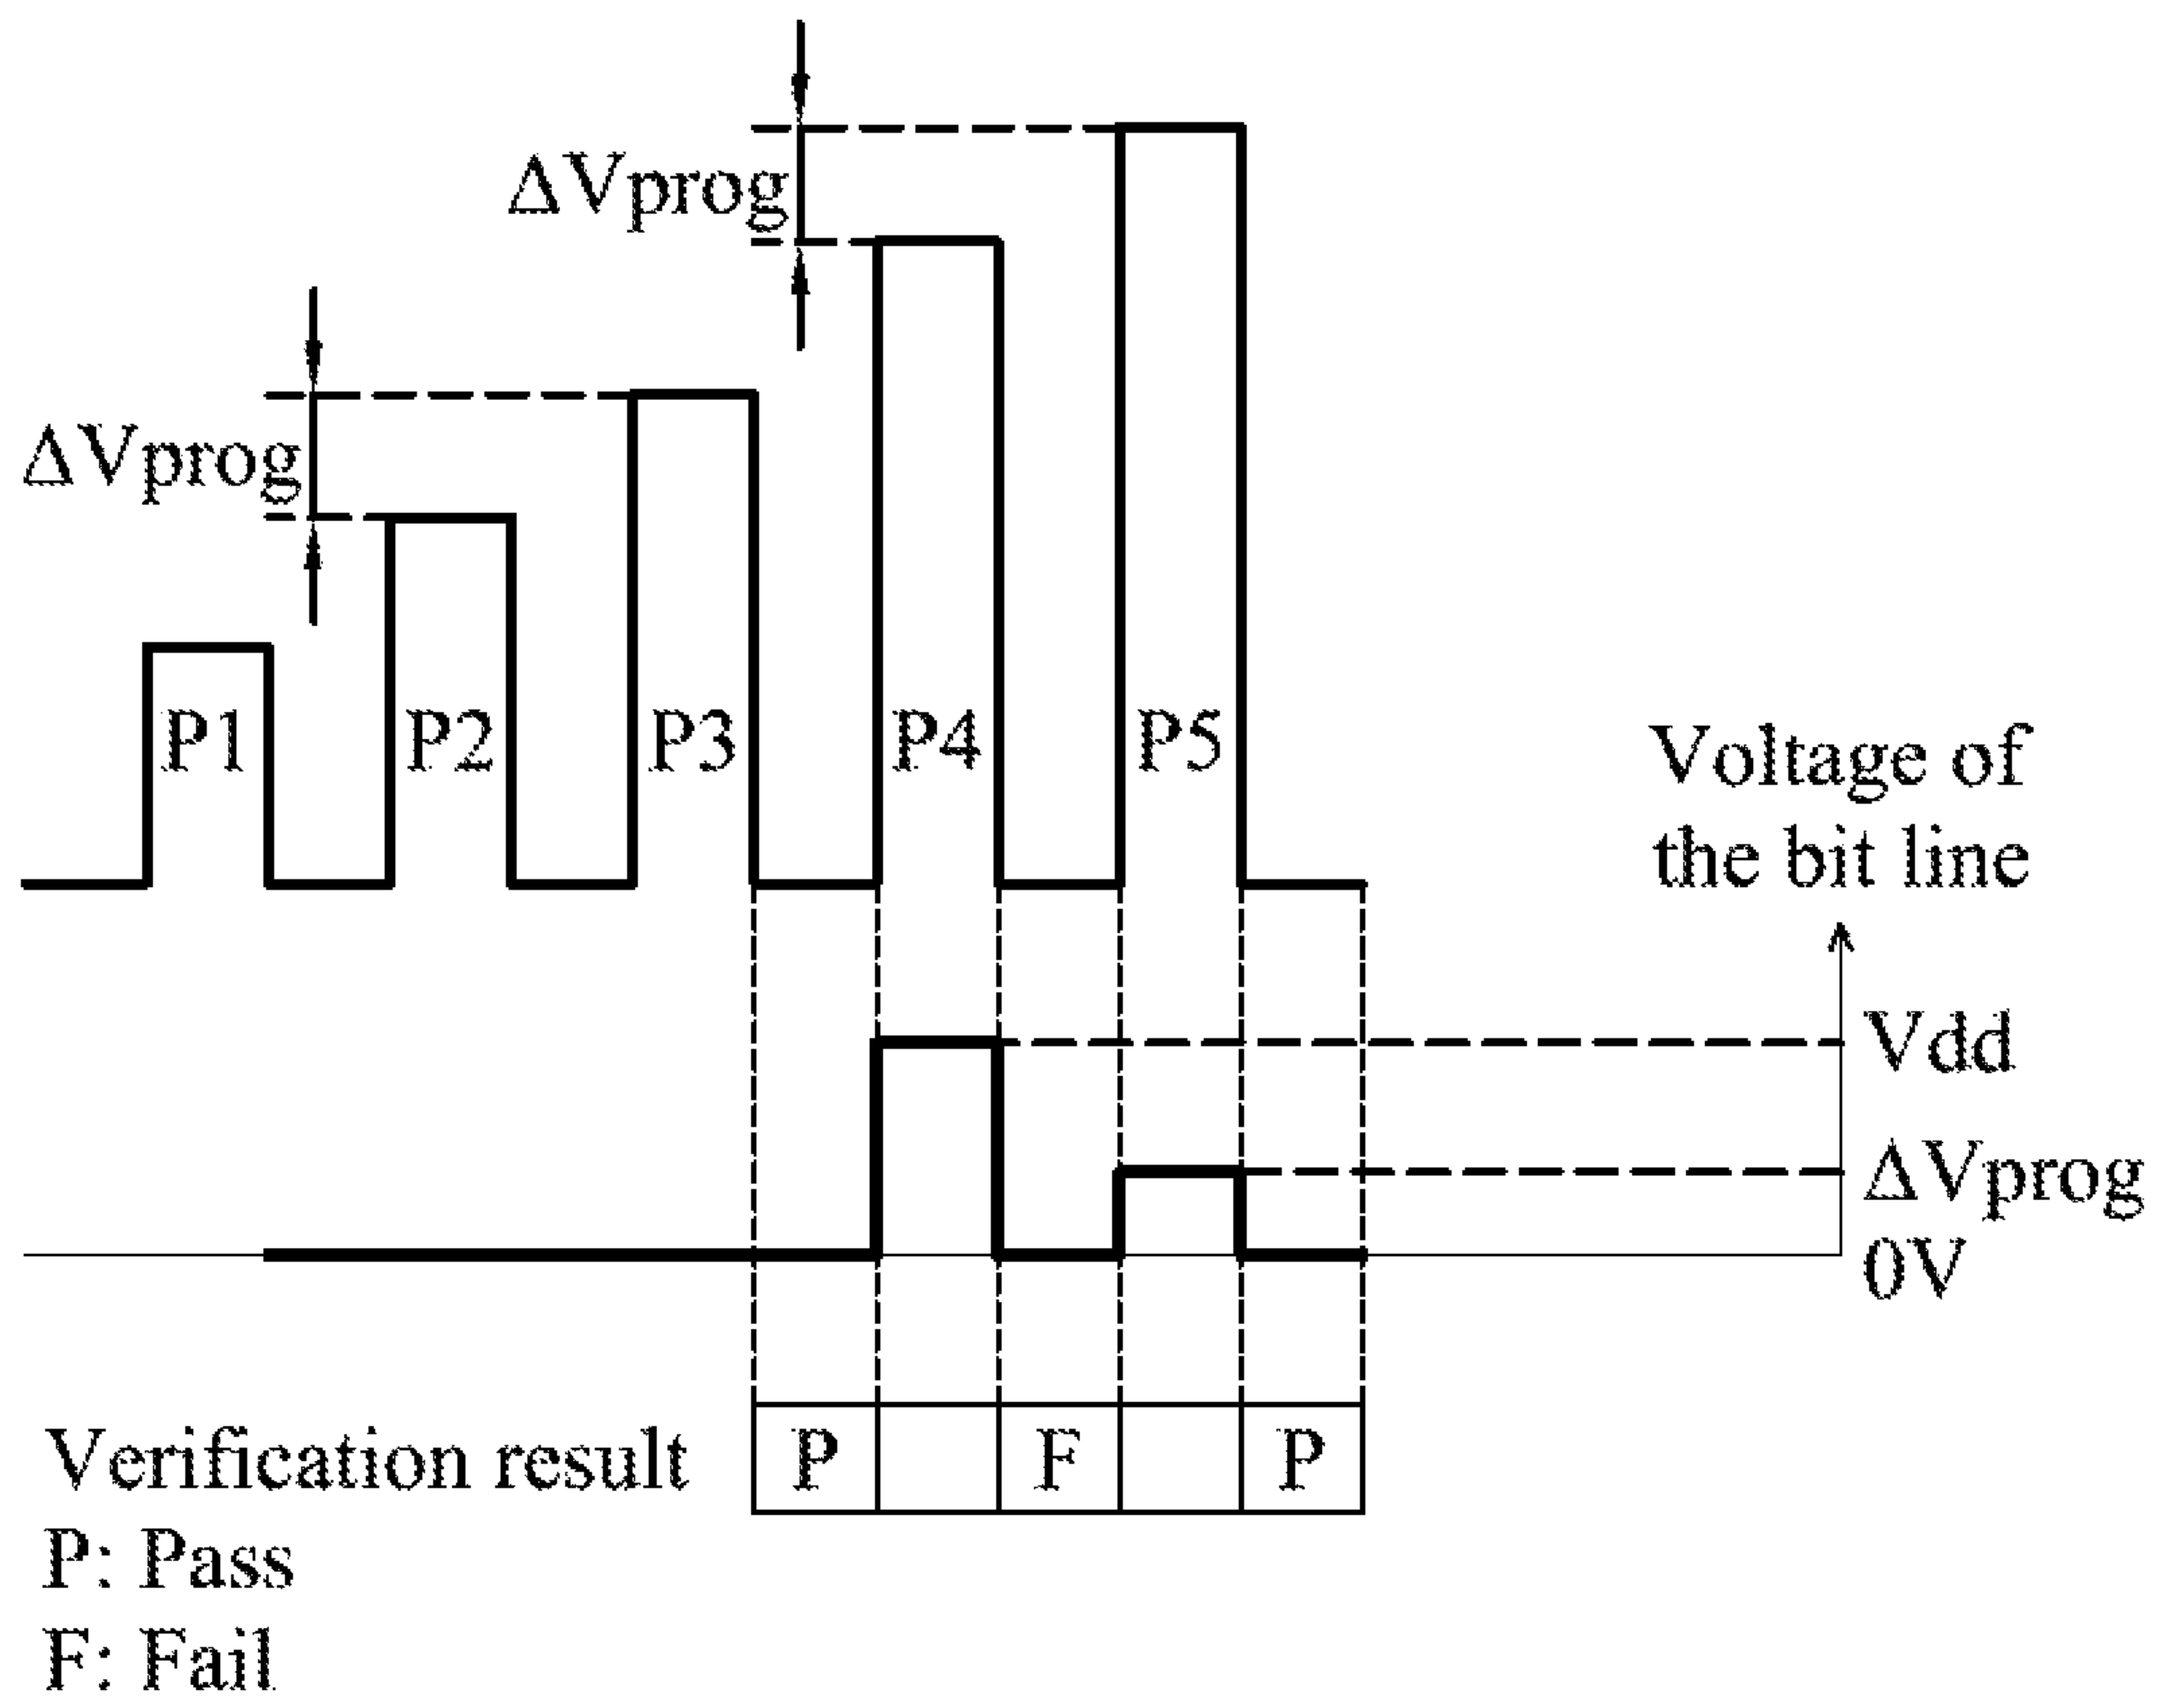 ΔVprog
ΔVprog
P1 P2 P3 P4 P5
Voltage of
the bit line
Vdd
ΔVprog
0V
Verification result P F P
P: Pass
F: Fail